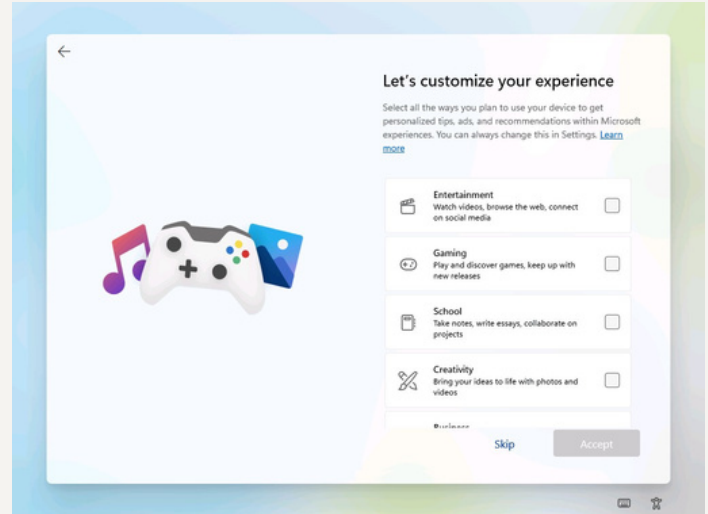 Let's customize your experience
Select all the ways you plan to use your device to get
personalized tips, ads, and recommendations within Microsoft
experiences. You can always change this in Settings. Learn
more
Entertainment
Watch videos, browse the web, connect
on social media
Gaming
Play and discover games, keep up with
new releases
School
Take notes, write essays, collaborate on
projects
Creativity
Bring your ideas to life with photos and
videos
Business
Skip
Accept